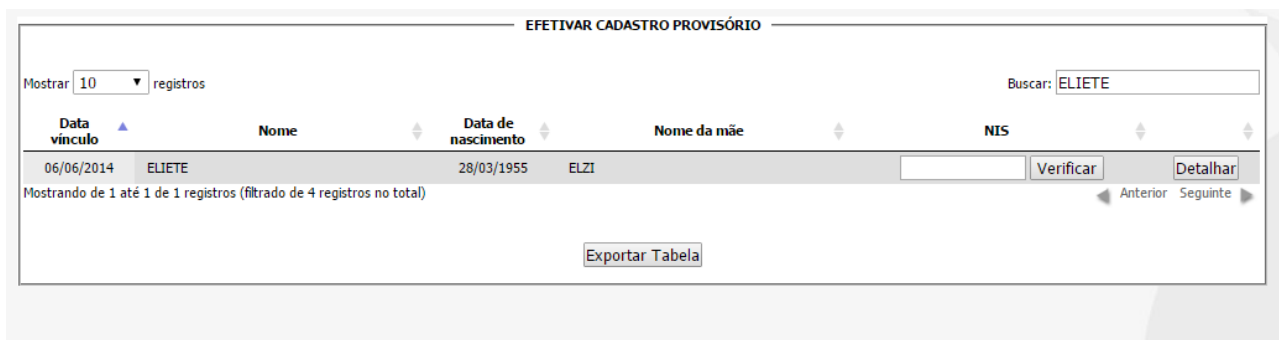 EFETIVAR CADASTRO PROVISÓRIO
Mostrar 10 registros Buscar: ELIETE
Data vínculo Nome Data de nascimento Nome da mãe NIS
06/06/2014 ELIETE 28/03/1955 ELZI Verificar Detalhar
Mostrando de 1 até 1 de 1 registros (filtrado de 4 registros no total) Anterior Seguinte
Exportar Tabela